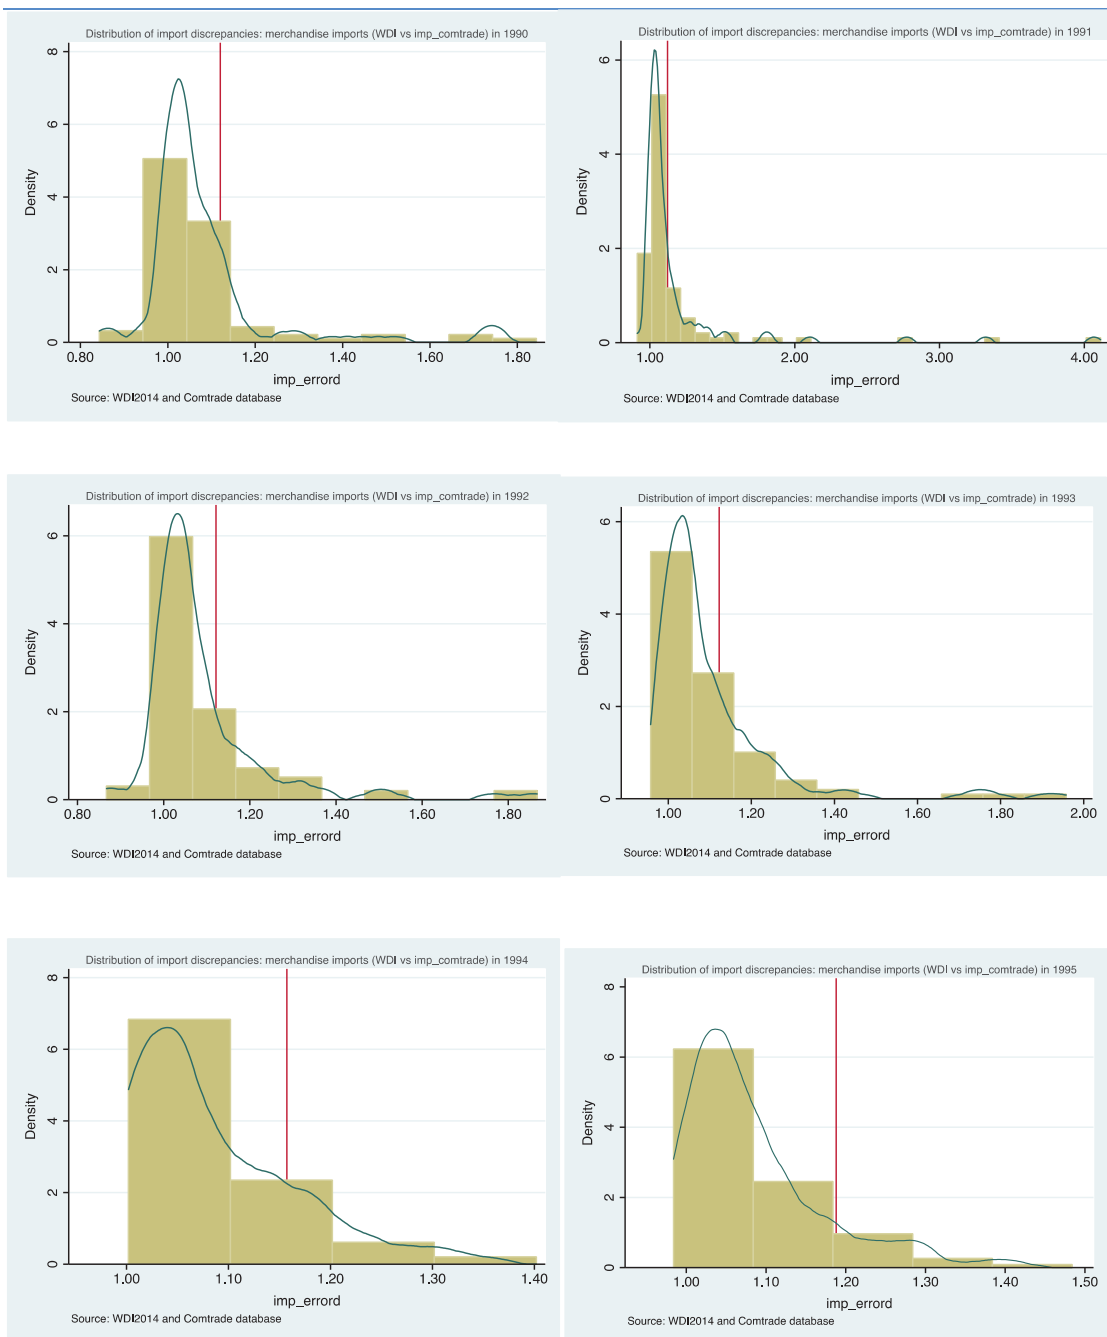 Distribution of import discrepancies: merchandise imports (WDI vs imp_comtrade) in 1990
8
6
4
2
0
Density
0.80 1.00 1.20 1.40 1.60 1.80
imp_errord
Source: WDI2014 and Comtrade database
Distribution of import discrepancies: merchandise imports (WDI vs imp_comtrade) in 1991
6
4
2
0
Density
1.00 2.00 3.00 4.00
imp_errord
Source: WDI2014 and Comtrade database
Distribution of import discrepancies: merchandise imports (WDI vs imp_comtrade) in 1992
6
4
2
0
Density
0.80 1.00 1.20 1.40 1.60 1.80
imp_errord
Source: WDI2014 and Comtrade database
Distribution of import discrepancies: merchandise imports (WDI vs imp_comtrade) in 1993
6
4
2
0
Density
1.00 1.20 1.40 1.60 1.80 2.00
imp_errord
Source: WDI2014 and Comtrade database
Distribution of import discrepancies: merchandise imports (WDI vs imp_comtrade) in 1994
8
6
4
2
0
Density
1.00 1.10 1.20 1.30 1.40
imp_errord
Source: WDI2014 and Comtrade database
Distribution of import discrepancies: merchandise imports (WDI vs imp_comtrade) in 1995
8
6
4
2
0
Density
1.00 1.10 1.20 1.30 1.40 1.50
imp_errord
Source: WDI2014 and Comtrade database